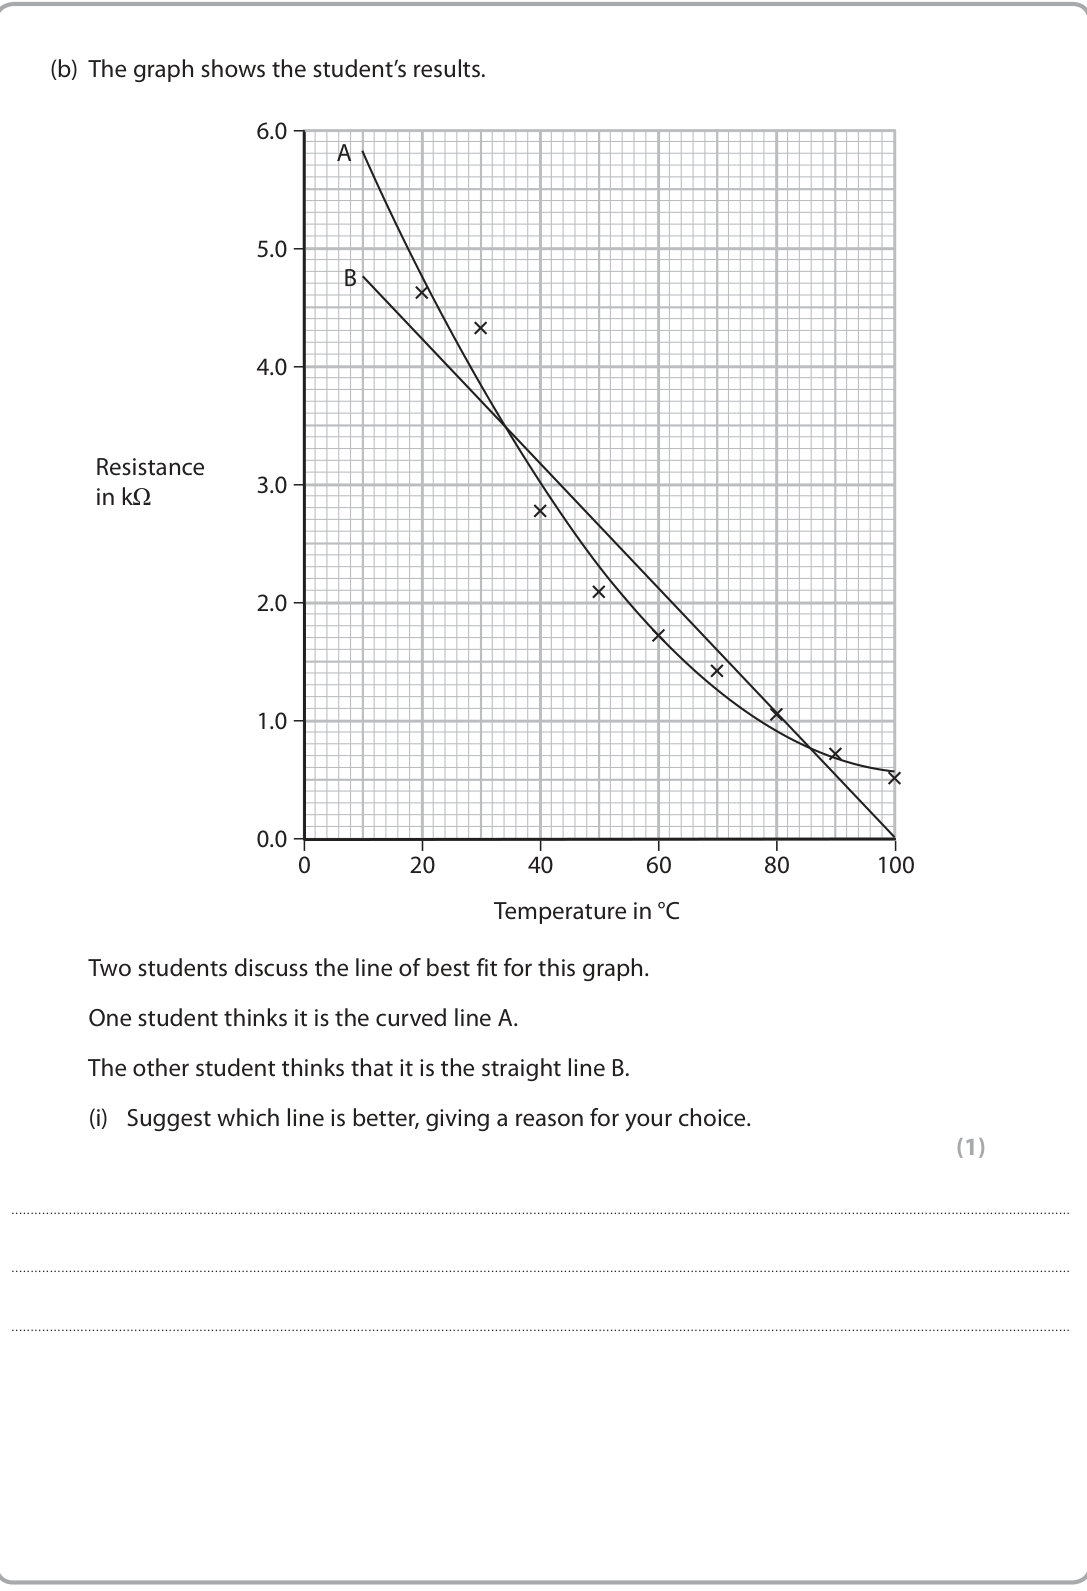 (b) The graph shows the student’s results.
6.0
A
5.0
B
4.0
Resistance
in kΩ
3.0
2.0
1.0
0.0
0 20 40 60 80 100
Temperature in °C
Two students discuss the line of best fit for this graph.
One student thinks it is the curved line A.
The other student thinks that it is the straight line B.
(i) Suggest which line is better, giving a reason for your choice.
(1)